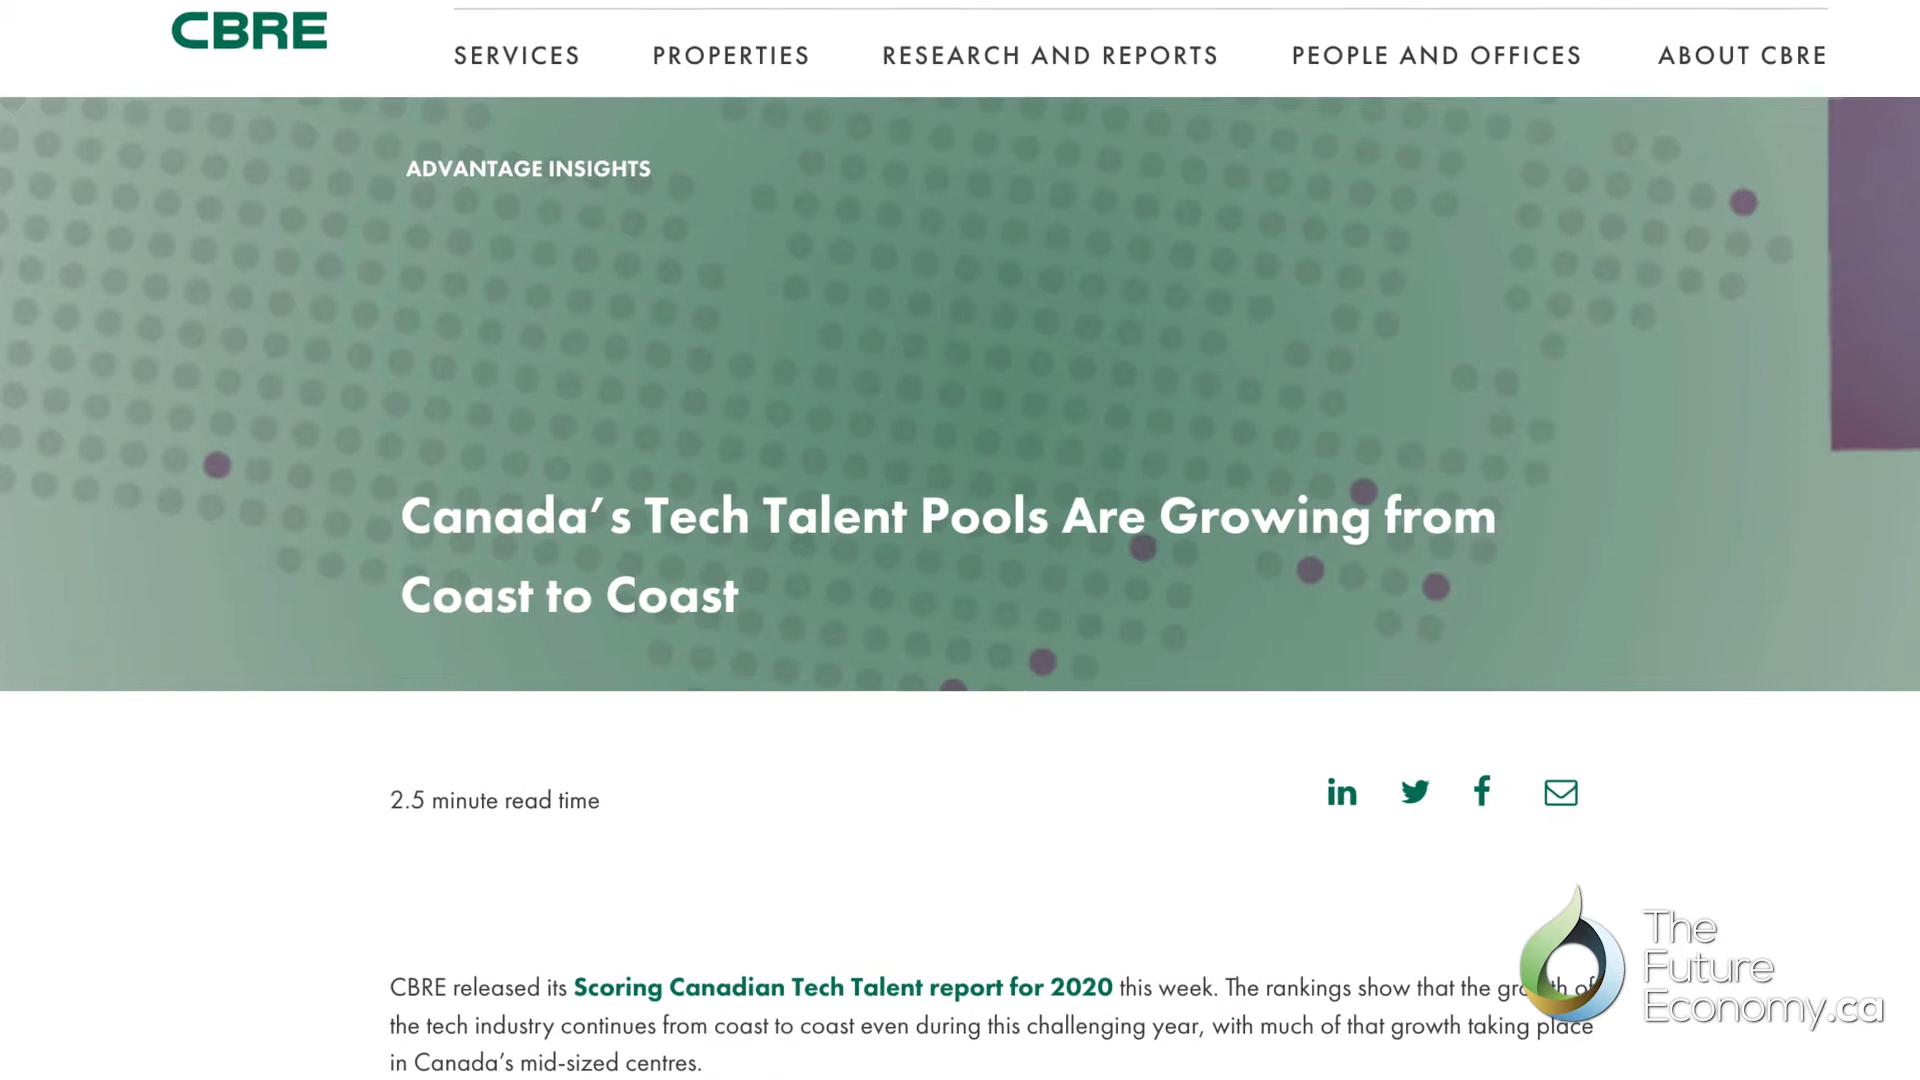 CBRE
SERVICES PROPERTIES RESEARCH AND REPORTS PEOPLE AND OFFICES ABOUT CBRE
ADVANTAGE INSIGHTS
Canada’s Tech Talent Pools Are Growing from
Coast to Coast
2.5 minute read time
CBRE released its Scoring Canadian Tech Talent report for 2020 this week. The rankings show that the growth of
the tech industry continues from coast to coast even during this challenging year, with much of that growth taking place
in Canada’s mid-sized centres.
The
Future
Economy.ca